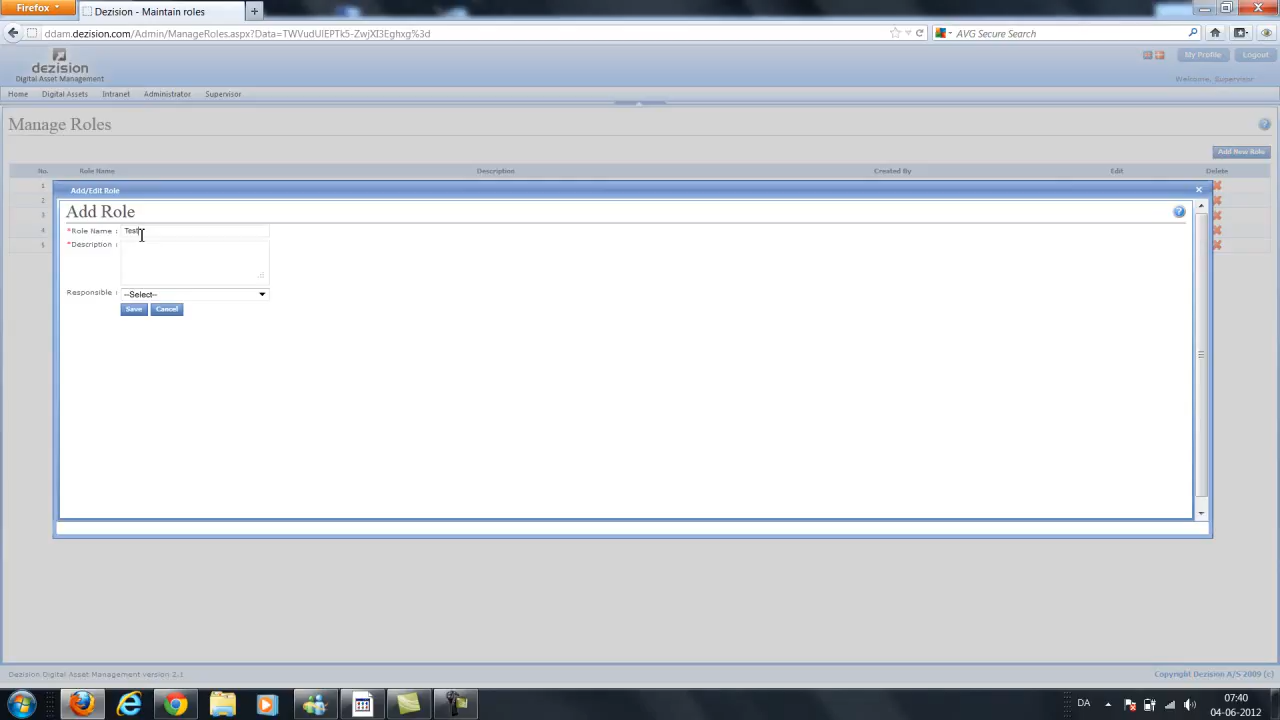 Firefox
Dezision - Maintain roles
ddam.dezision.com/Admin/ManageRoles.aspx?Data=TWVudUlEPTk5-ZwjXI3Eghxg%3d
AVG Secure Search
dezision
Digital Asset Management
My Profile
Logout
Welcome, Supervisor
Home
Digital Assets
Intranet
Administrator
Supervisor
Manage Roles
Add New Role
No.
Role Name
Description
Created By
Edit
Delete
1
2
3
4
5
Add/Edit Role
Add Role
*Role Name :
Test
*Description :
Responsible :
--Select--
Save
Cancel
Dezision Digital Asset Management version 2.1
Copyright Dezision A/S 2009 (c)
DA
07:40
04-06-2012